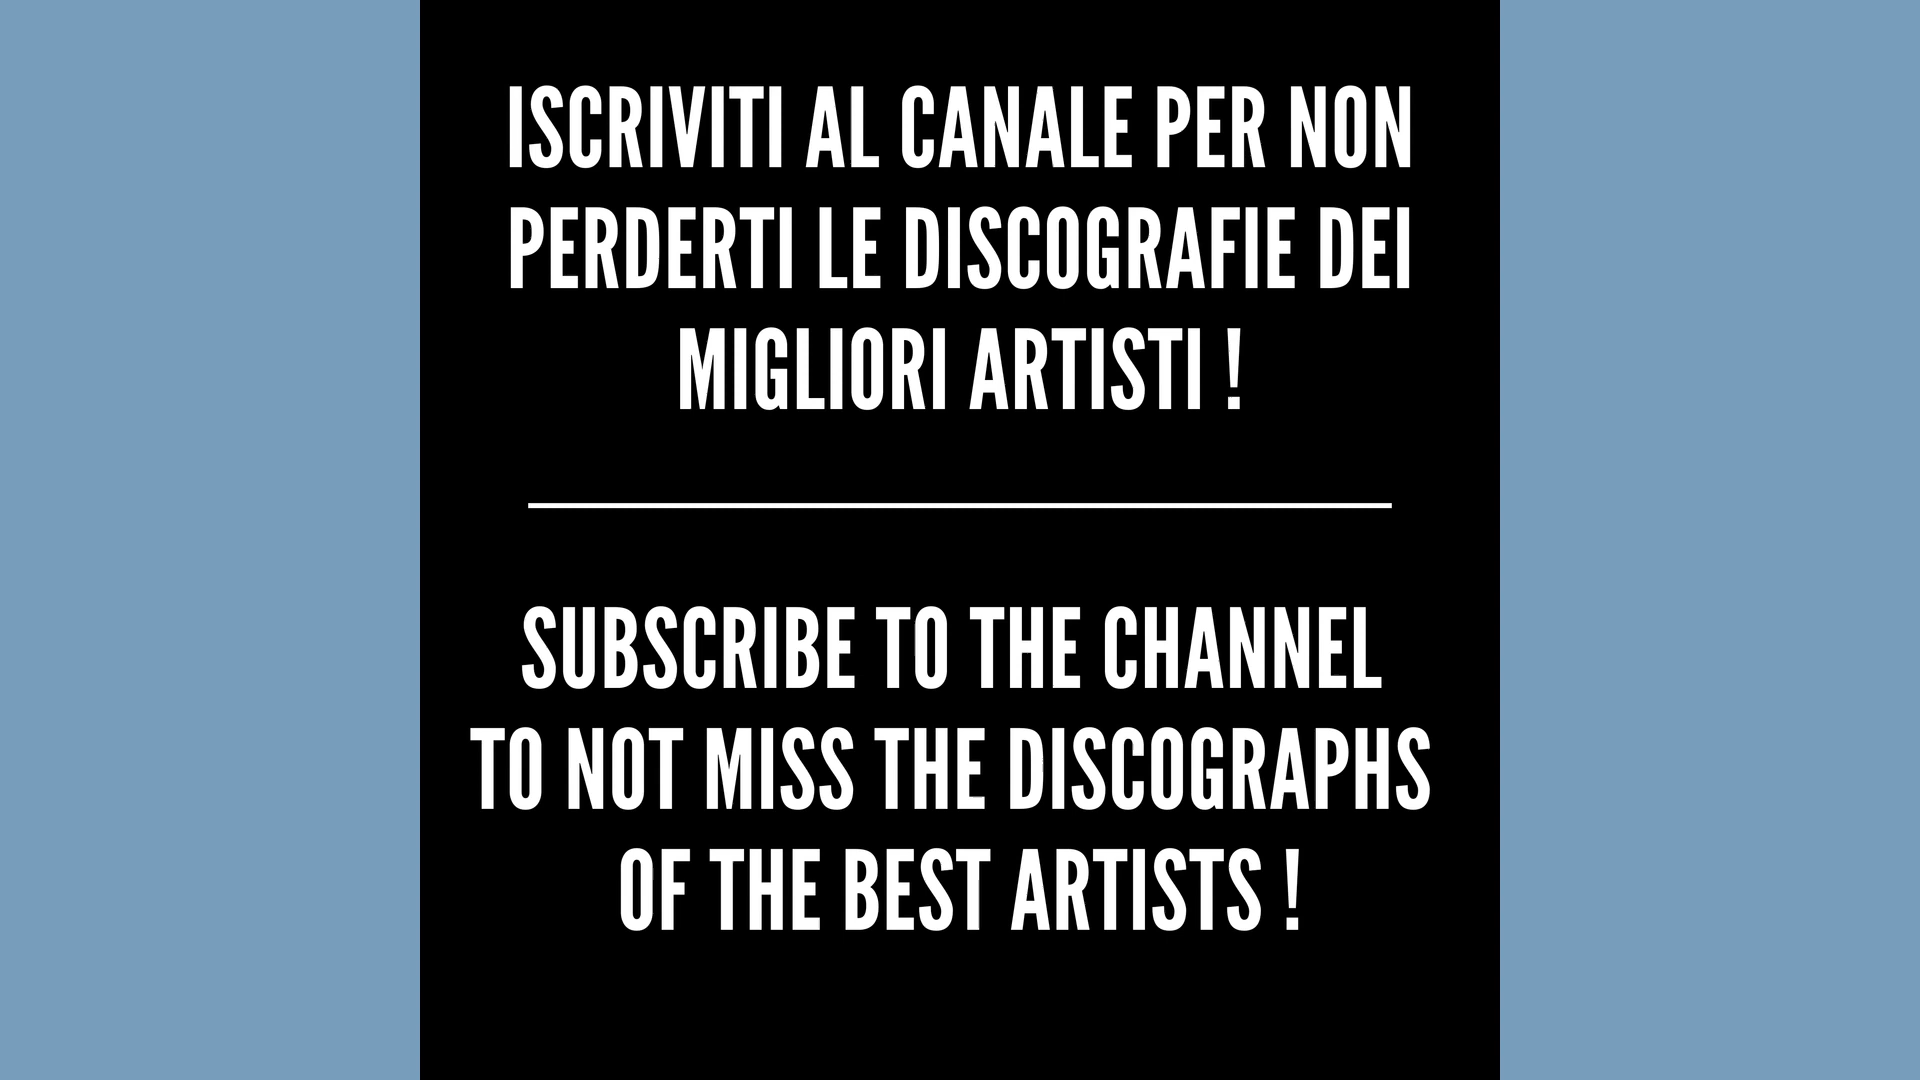 ISCRIVITI AL CANALE PER NON
PERDERTI LE DISCOGRAFIE DEI
MIGLIORI ARTISTI !
SUBSCRIBE TO THE CHANNEL
TO NOT MISS THE DISCOGRAPHS
OF THE BEST ARTISTS !